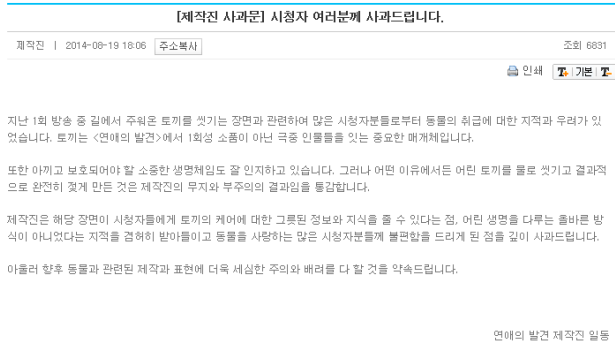 [제작진 사과문] 시청자 여러분께 사과드립니다.
제작진 | 2014-08-19 18:06 주소복사 조회 6831
인쇄 T+ 기본 T-
지난 1회 방송 중 길에서 주워온 토끼를 씻기는 장면과 관련하여 많은 시청자분들로부터 동물의 취급에 대한 지적과 우려가 있
었습니다. 토끼는 <연애의 발견>에서 1회성 소품이 아닌 극중 인물들을 잇는 중요한 매개체입니다.
또한 아끼고 보호되어야 할 소중한 생명체임도 잘 인지하고 있습니다. 그러나 어떤 이유에서든 어린 토끼를 물로 씻기고 결과적
으로 완전히 젖게 만든 것은 제작진의 무지와 부주의의 결과임을 통감합니다.
제작진은 해당 장면이 시청자들에게 토끼의 케어에 대한 그릇된 정보와 지식을 줄 수 있다는 점, 어린 생명을 다루는 올바른 방
식이 아니었다는 지적을 겸허히 받아들이고 동물을 사랑하는 많은 시청자분들께 불편함을 드리게 된 점을 깊이 사과드립니다.
아울러 향후 동물과 관련된 제작과 표현에 더욱 세심한 주의와 배려를 다 할 것을 약속드립니다.
연애의 발견 제작진 일동